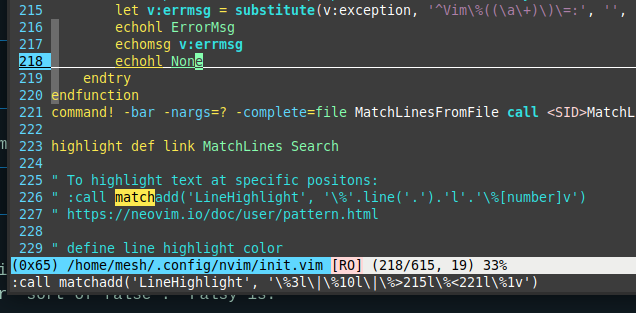 215 let v:errmsg = substitute(v:exception, '^Vim\%((\a\+)\)\=:', '',
216 echohl ErrorMsg
217 echomsg v:errmsg
218 echohl None
219 endtry
220 endfunction
221 command! -bar -nargs=? -complete=file MatchLinesFromFile call <SID>MatchL
222
223 highlight def link MatchLines Search
224
225 " To highlight text at specific positons:
226 " :call matchadd('LineHighlight', '\%'.line('.').'l'.'\%[number]v')
227 " https://neovim.io/doc/user/pattern.html
228
229 " define line highlight color
(0x65) /home/mesh/.config/nvim/init.vim [RO] (218/615, 19) 33%
:call matchadd('LineHighlight', '\%3l\|\%10l\|\%>215l\%<221l\%1v')